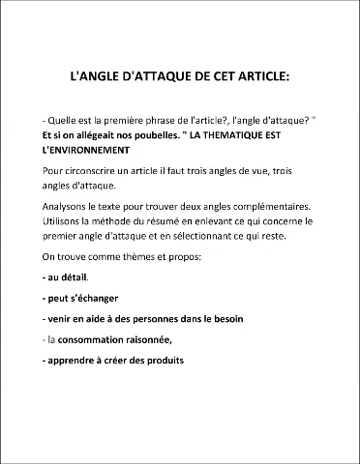 L'ANGLE D'ATTAQUE DE CET ARTICLE:
- Quelle est la première phrase de l'article?, l'angle d'attaque? "
Et si on allégeait nos poubelles. " LA THEMATIQUE EST
L'ENVIRONNEMENT
Pour circonscrire un article il faut trois angles de vue, trois
angles d'attaque.
Analysons le texte pour trouver deux angles complémentaires.
Utilisons la méthode du résumé en enlevant ce qui concerne le
premier angle d'attaque et en sélectionnant ce qui reste.
On trouve comme thèmes et propos:
- au détail.
- peut s'échanger
- venir en aide à des personnes dans le besoin
- la consommation raisonnée,
- apprendre à créer des produits